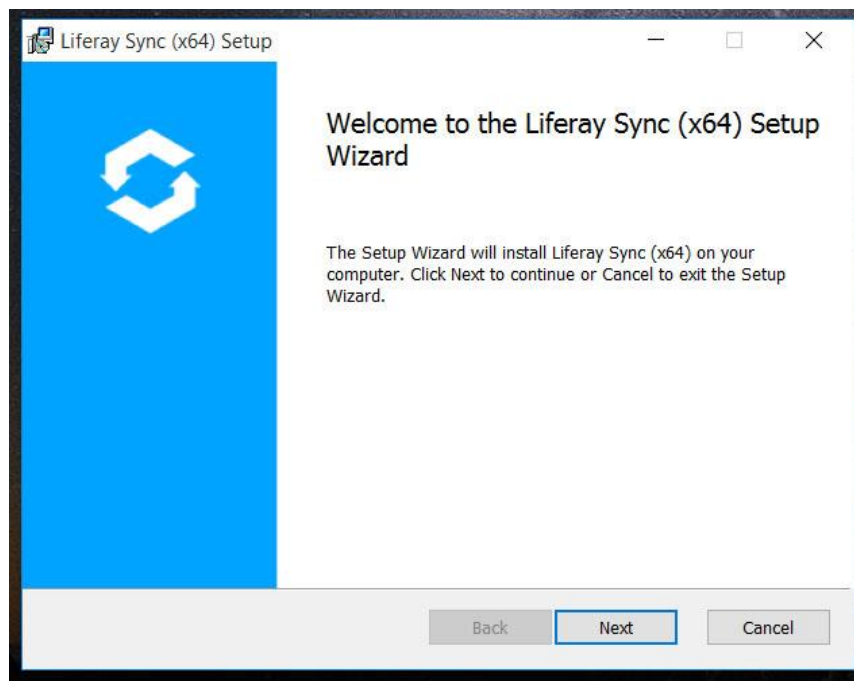 Liferay Sync (x64) Setup
Welcome to the Liferay Sync (x64) Setup
Wizard
The Setup Wizard will install Liferay Sync (x64) on your
computer. Click Next to continue or Cancel to exit the Setup
Wizard.
Back Next Cancel